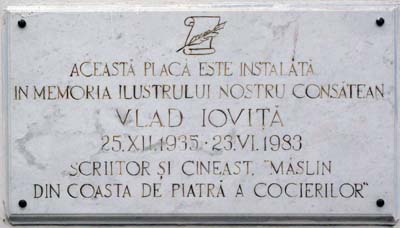 ACEASTĂ PLACĂ ESTE INSTALATĂ
IN MEMORIA ILUSTRULUI NOSTRU CONSĂTEAN
VLAD IOVIȚĂ
25.XII.1935 · 23.VI.1983
SCRIITOR ȘI CINEAST, "MĂSLIN
DIN COASTA DE PIATRĂ A COCIERILOR"